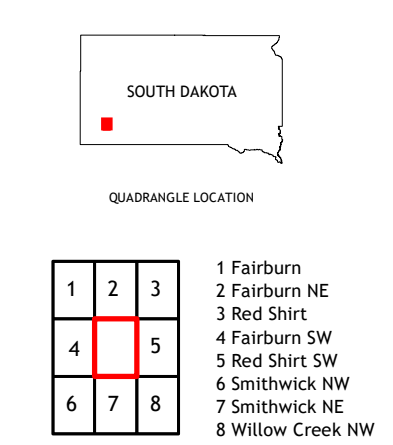 SOUTH DAKOTA
QUADRANGLE LOCATION
1 2 3
4 5
6 7 8
1 Fairburn
2 Fairburn NE
3 Red Shirt
4 Fairburn SW
5 Red Shirt SW
6 Smithwick NW
7 Smithwick NE
8 Willow Creek NW